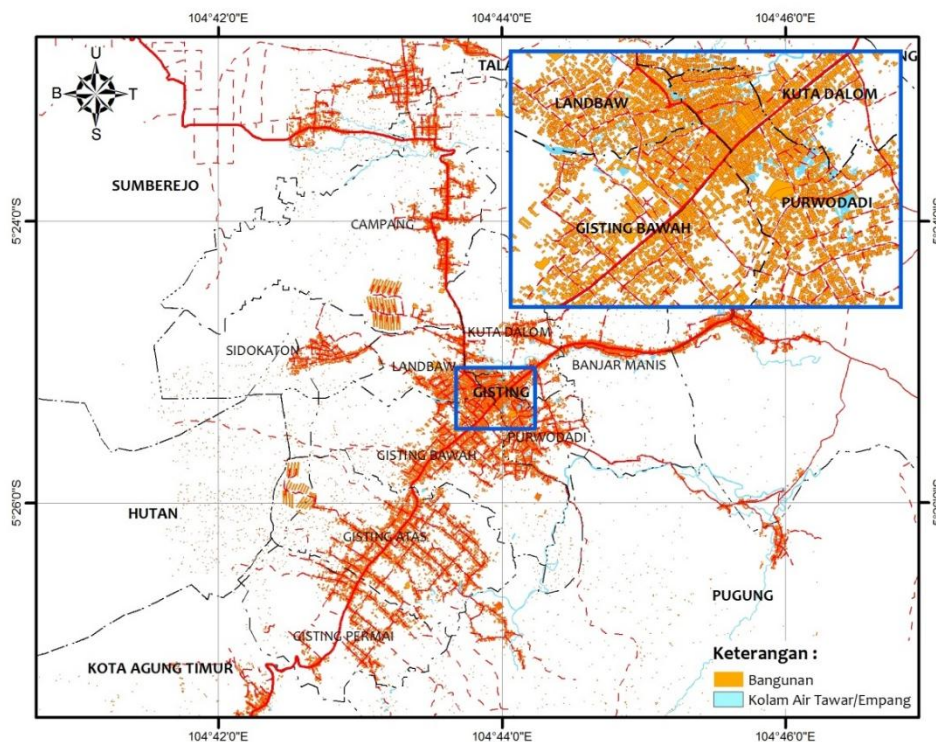 104°42'0"E 104°44'0"E 104°46'0"E
U
B T
S
TALA
NG
LANDBAW KUTA DALOM
SUMBEREJO
PURWODADI
5°24'0"S
CAMPANG
GISTING BAWAH
KUTA DALOM
SIDOKATON
LANDBAW BANJAR MANIS
GISTING
PURWODADI
GISTING BAWAH
5°26'0"S
HUTAN
GISTING ATAS
PUGUNG
GISTING PERMAI
Keterangan :
KOTA AGUNG TIMUR
Bangunan
Kolam Air Tawar/Empang
104°42'0"E 104°44'0"E 104°46'0"E